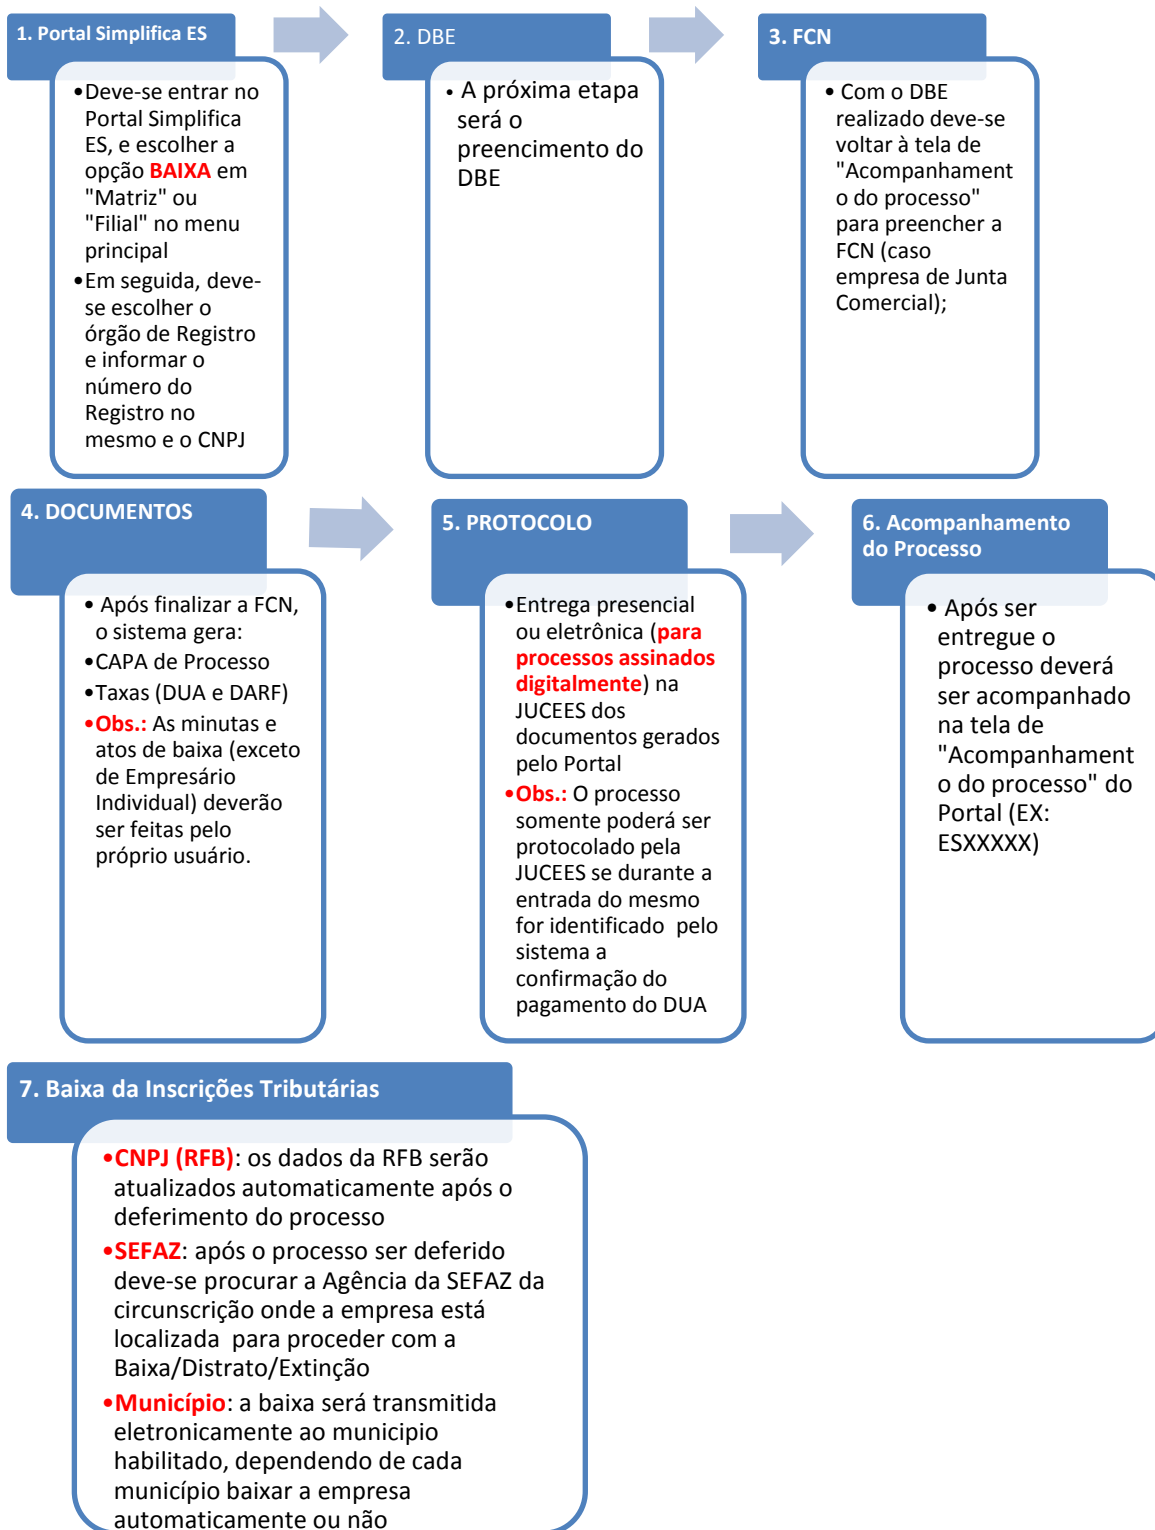 1. Portal Simplifica ES
•Deve-se entrar no
Portal Simplifica
ES, e escolher a
opção BAIXA em
"Matriz" ou
"Filial" no menu
principal
•Em seguida, deve-
se escolher o
órgão de Registro
e informar o
número do
Registro no
mesmo e o CNPJ
2. DBE
• A próxima etapa
será o
preencimento do
DBE
3. FCN
• Com o DBE
realizado deve-se
voltar à tela de
"Acompanhament
o do processo"
para preencher a
FCN (caso
empresa de Junta
Comercial);
4. DOCUMENTOS
• Após finalizar a FCN,
o sistema gera:
•CAPA de Processo
•Taxas (DUA e DARF)
•Obs.: As minutas e
atos de baixa (exceto
de Empresário
Individual) deverão
ser feitas pelo
próprio usuário.
5. PROTOCOLO
•Entrega presencial
ou eletrônica (para
processos assinados
digitalmente) na
JUCEES dos
documentos gerados
pelo Portal
•Obs.: O processo
somente poderá ser
protocolado pela
JUCEES se durante a
entrada do mesmo
for identificado pelo
sistema a
confirmação do
pagamento do DUA
6. Acompanhamento
do Processo
• Após ser
entregue o
processo deverá
ser acompanhado
na tela de
"Acompanhament
o do processo" do
Portal (EX:
ESXXXXX)
7. Baixa da Inscrições Tributárias
•CNPJ (RFB): os dados da RFB serão
atualizados automaticamente após o
deferimento do processo
•SEFAZ: após o processo ser deferido
deve-se procurar a Agência da SEFAZ da
circunscrição onde a empresa está
localizada para proceder com a
Baixa/Distrato/Extinção
•Município: a baixa será transmitida
eletronicamente ao municipio
habilitado, dependendo de cada
município baixar a empresa
automaticamente ou não